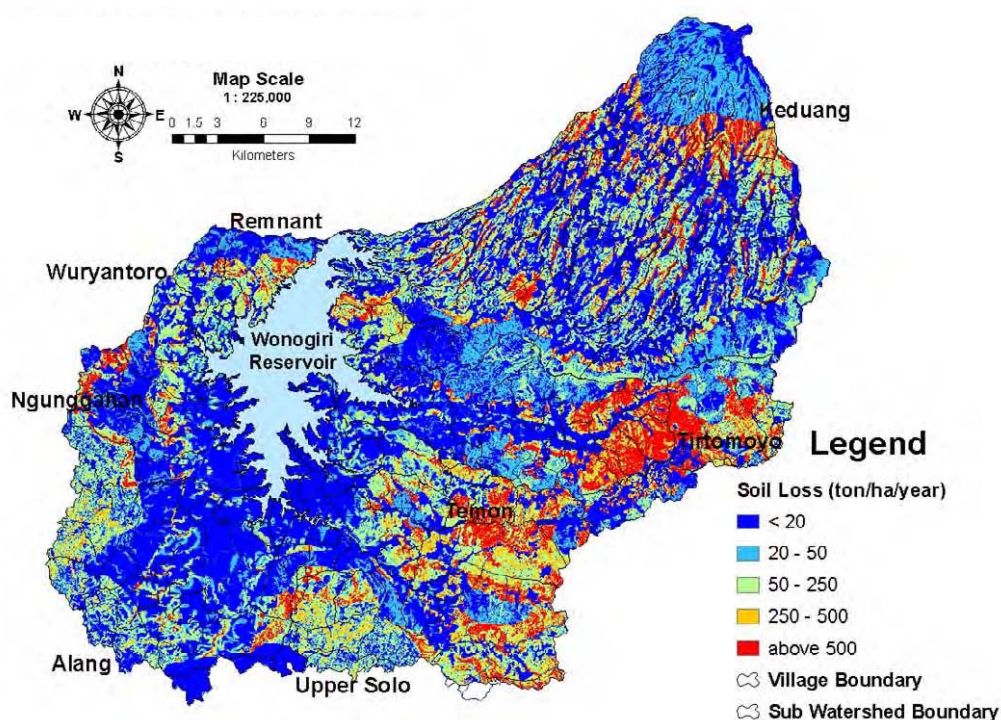 N
W E
S
Map Scale
1 : 225,000
0 1.5 3 6 9 12
Kilometers
Keduang
Remnant
Wuryantoro
Wonogiri
Reservoir
Ngunggahan
Tirtomoyo
Temon
Alang
Upper Solo
Legend
Soil Loss (ton/ha/year)
< 20
20 - 50
50 - 250
250 - 500
above 500
Village Boundary
Sub Watershed Boundary